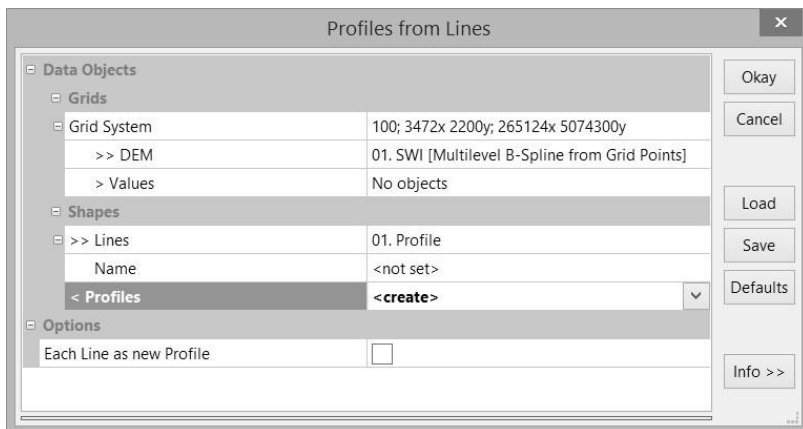 Profiles from Lines
Data Objects
Grids
Grid System 100; 3472x 2200y; 265124x 5074300y
>> DEM 01. SWI [Multilevel B-Spline from Grid Points]
> Values No objects
Shapes
>> Lines 01. Profile
Name <not set>
< Profiles <create>
Options
Each Line as new Profile
Okay
Cancel
Load
Save
Defaults
Info >>